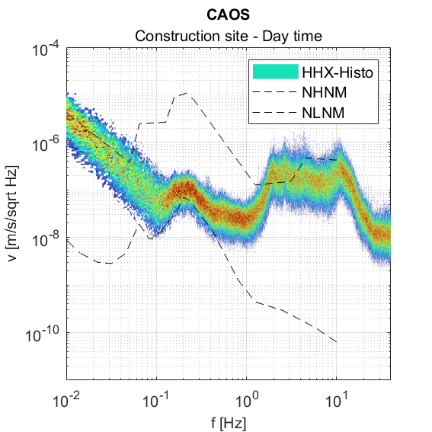 CAOS
Construction site - Day time
HHX-Histo
NHNM
NLNM
v [m/s/sqrt Hz]
10^-4
10^-6
10^-8
10^-10
10^-2
10^-1
10^0
10^1
f [Hz]